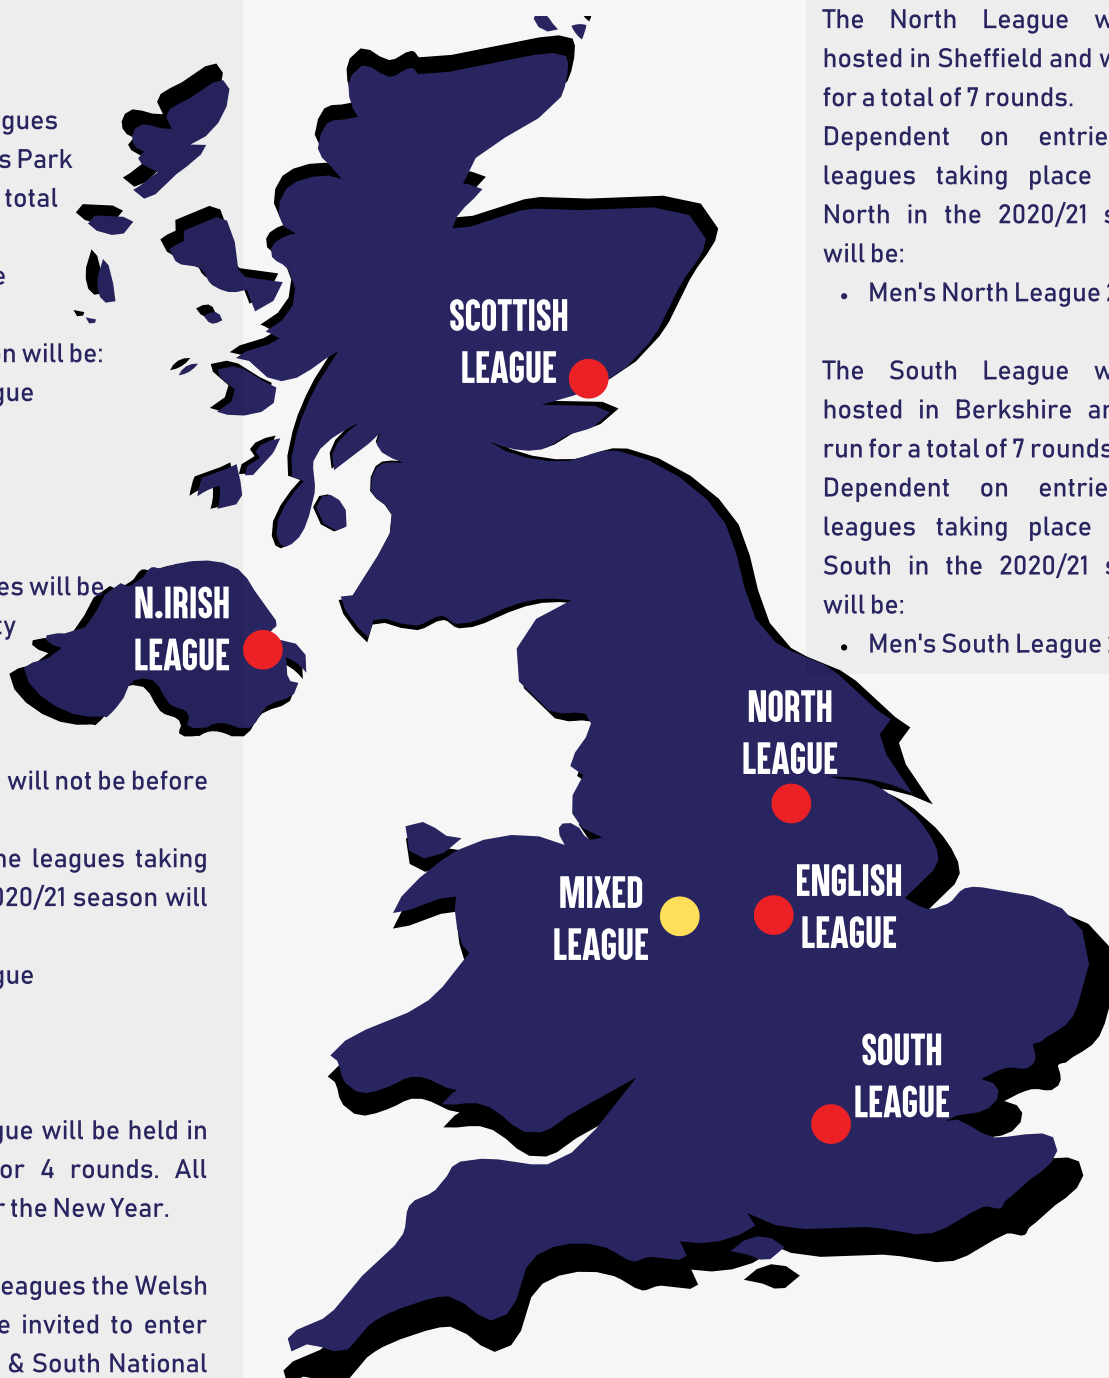 gues
s Park
total
e
n will be:
gue
es will be
ty
will not be before
ne leagues taking
020/21 season will
gue
gue will be held in
or 4 rounds. All
r the New Year.
eagues the Welsh
e invited to enter
& South National
SCOTTISH
LEAGUE
N.IRISH
LEAGUE
NORTH
LEAGUE
MIXED
LEAGUE
ENGLISH
LEAGUE
SOUTH
LEAGUE
The North League w
hosted in Sheffield and w
for a total of 7 rounds.
Dependent on entrie
leagues taking place
North in the 2020/21 s
will be:
• Men's North League
The South League w
hosted in Berkshire ar
run for a total of 7 rounds
Dependent on entrie
leagues taking place
South in the 2020/21 s
will be:
• Men's South League